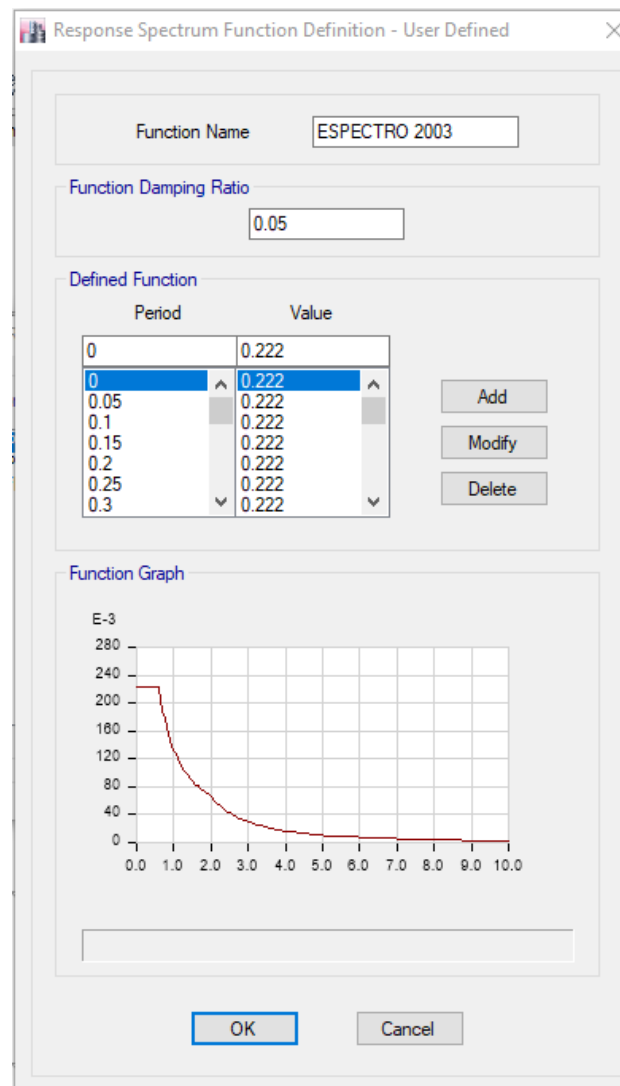 Response Spectrum Function Definition - User Defined
Function Name ESPECTRO 2003
Function Damping Ratio
0.05
Defined Function
Period Value
0 0.222
0 0.222
0.05 0.222
0.1 0.222
0.15 0.222
0.2 0.222
0.25 0.222
0.3 0.222
Add
Modify
Delete
Function Graph
E-3
280
240
200
160
120
80
40
0
0.0 1.0 2.0 3.0 4.0 5.0 6.0 7.0 8.0 9.0 10.0
OK Cancel